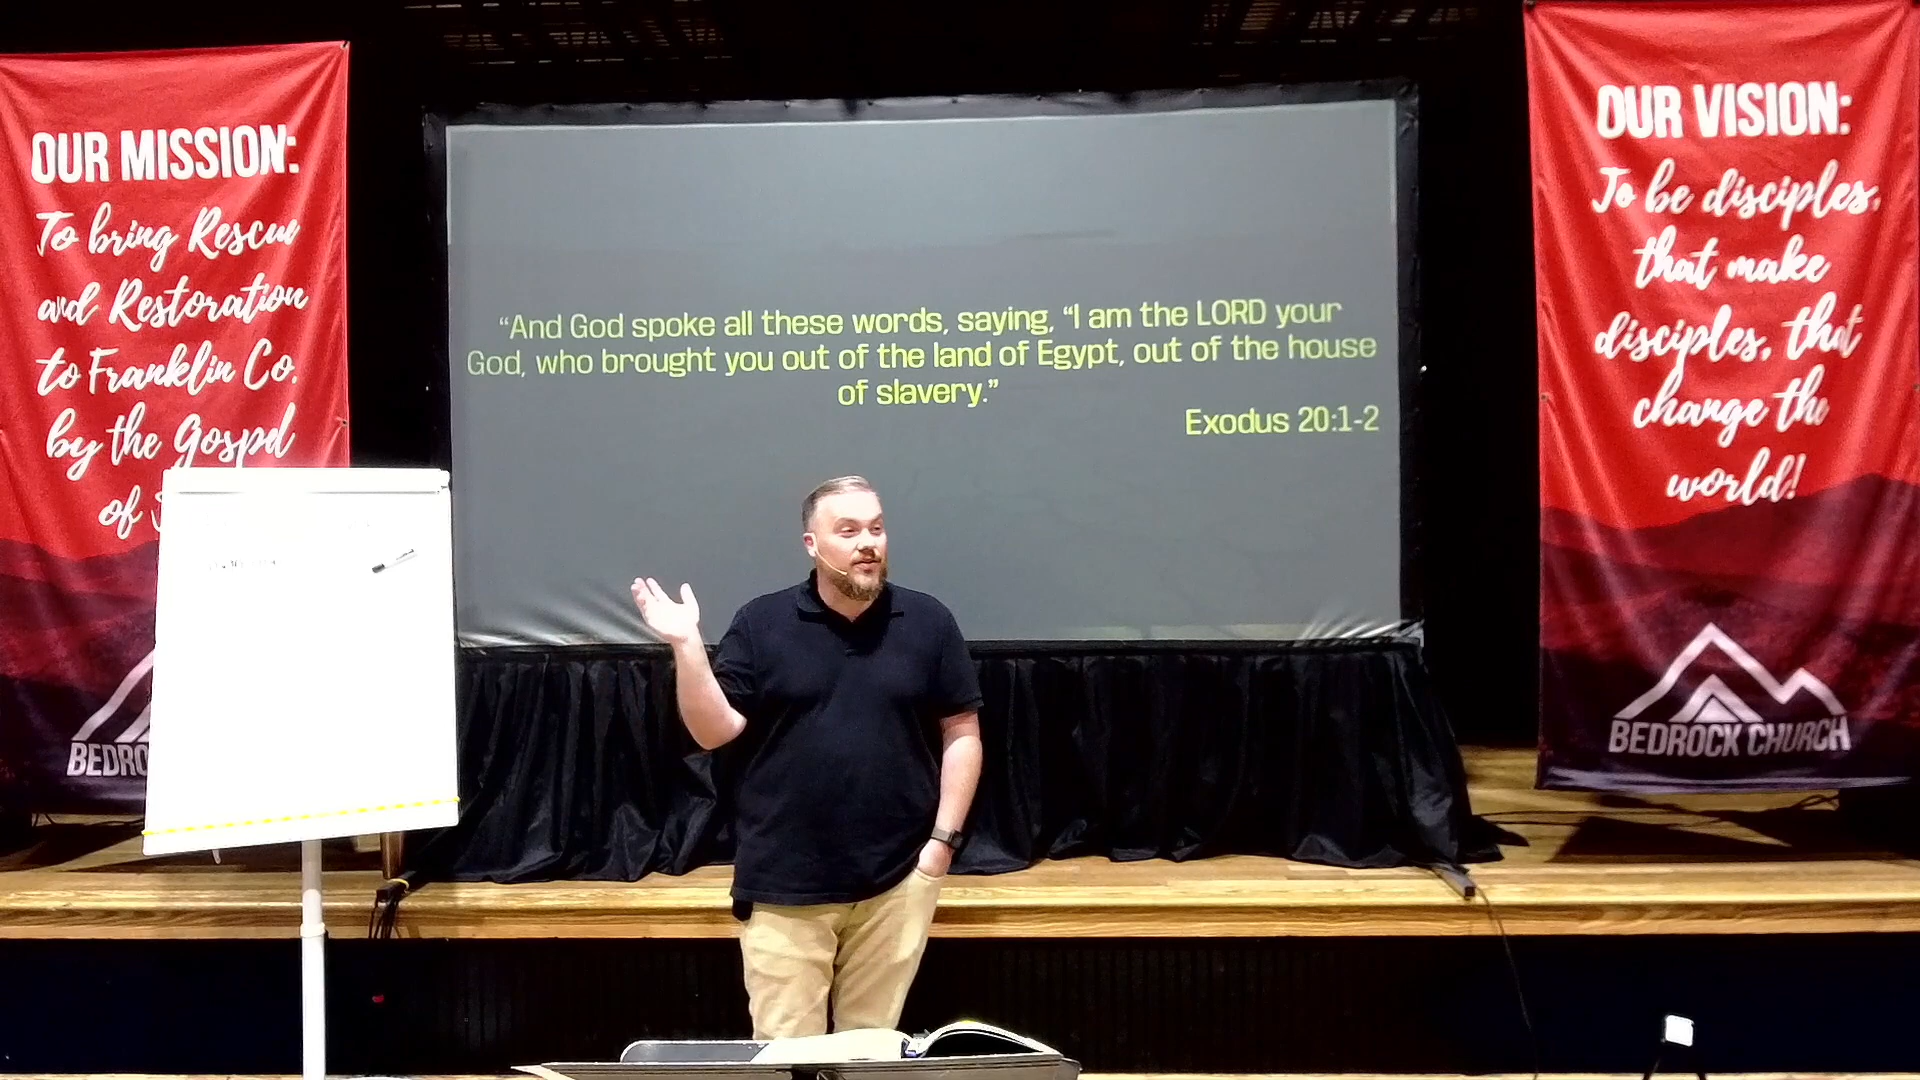 OUR MISSION:
To bring Rescue
and Restoration
to Franklin Co.
by the Gospel
of
BEDRO
“And God spoke all these words, saying, “I am the LORD your
God, who brought you out of the land of Egypt, out of the house
of slavery.”
Exodus 20:1-2
OUR VISION:
To be disciples,
that make
disciples, that
change the
world!
BEDROCK CHURCH